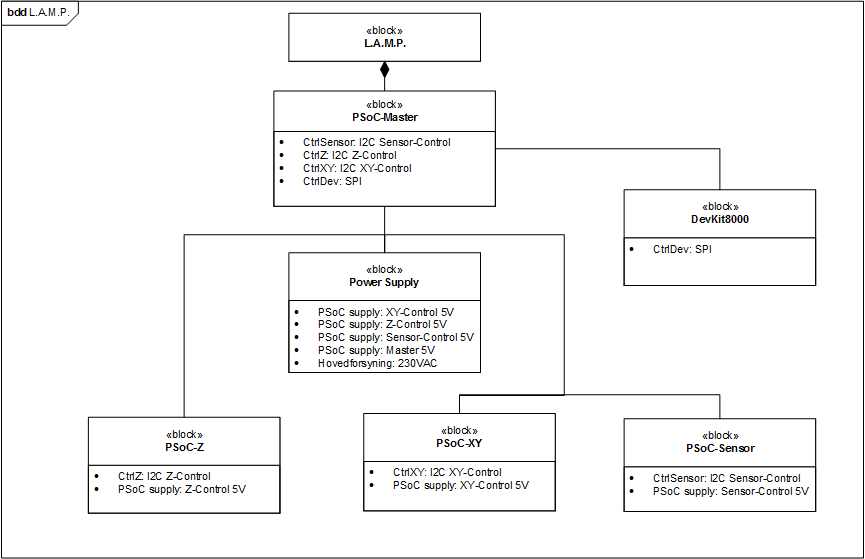 bdd L.A.M.P.
«block»
L.A.M.P.
«block»
PSoC-Master
• CtrlSensor: I2C Sensor-Control
• CtrlZ: I2C Z-Control
• CtrlXY: I2C XY-Control
• CtrlDev: SPI
«block»
DevKit8000
• CtrlDev: SPI
«block»
Power Supply
• PSoC supply: XY-Control 5V
• PSoC supply: Z-Control 5V
• PSoC supply: Sensor-Control 5V
• PSoC supply: Master 5V
• Hovedforsyning: 230VAC
«block»
PSoC-Z
• CtrlZ: I2C Z-Control
• PSoC supply: Z-Control 5V
«block»
PSoC-XY
• CtrlXY: I2C XY-Control
• PSoC supply: XY-Control 5V
«block»
PSoC-Sensor
• CtrlSensor: I2C Sensor-Control
• PSoC supply: Sensor-Control 5V